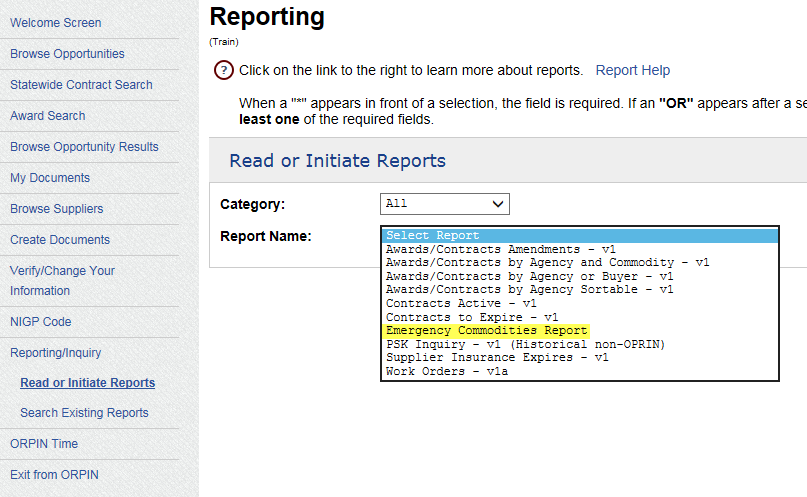 Welcome Screen
Browse Opportunities
Statewide Contract Search
Award Search
Browse Opportunity Results
My Documents
Browse Suppliers
Create Documents
Verify/Change Your
Information
NIGP Code
Reporting/Inquiry
Read or Initiate Reports
Search Existing Reports
ORPIN Time
Exit from ORPIN
Reporting
(Train)
? Click on the link to the right to learn more about reports. Report Help
When a "*" appears in front of a selection, the field is required. If an "OR" appears after a se
least one of the required fields.
Read or Initiate Reports
Category: All
Report Name:
Select Report
Awards/Contracts Amendments - v1
Awards/Contracts by Agency and Commodity - v1
Awards/Contracts by Agency or Buyer - v1
Awards/Contracts by Agency Sortable - v1
Contracts Active - v1
Contracts to Expire - v1
Emergency Commodities Report
PSK Inquiry - v1 (Historical non-OPRIN)
Supplier Insurance Expires - v1
Work Orders - v1a